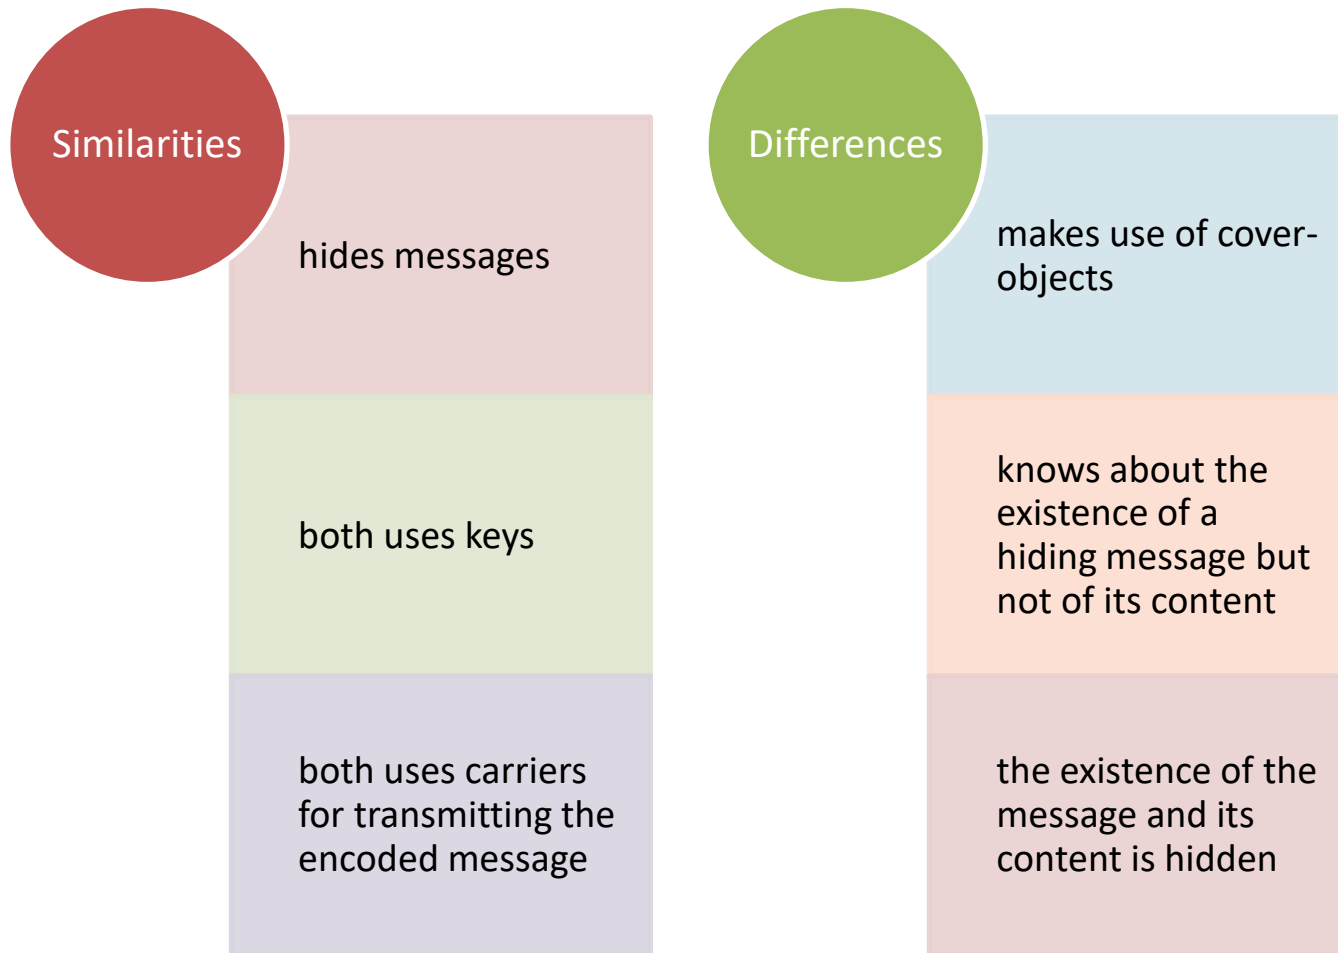 Similarities
hides messages
both uses keys
both uses carriers
for transmitting the
encoded message
Differences
makes use of cover-
objects
knows about the
existence of a
hiding message but
not of its content
the existence of the
message and its
content is hidden